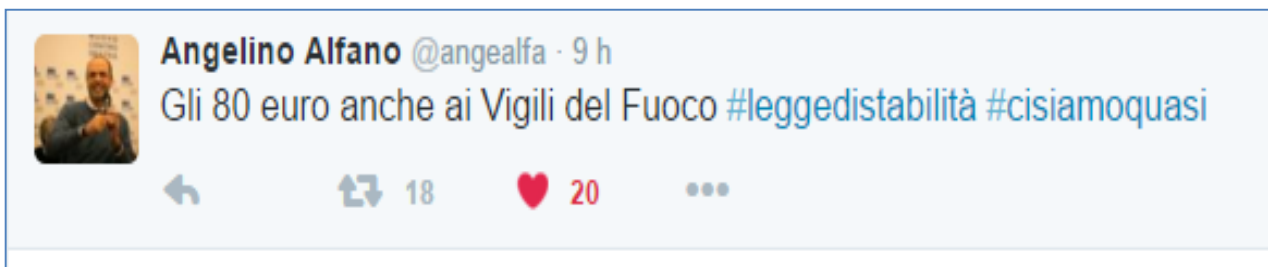 Angelino Alfano @angealfa · 9 h
Gli 80 euro anche ai Vigili del Fuoco #leggedistabilità #cisiamoquasi
18 20